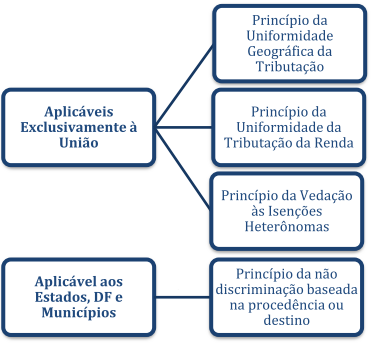 Princípio da
Uniformidade
Geográfica da
Tributação
Aplicáveis
Exclusivamente à
União
Princípio da
Uniformidade da
Tributação da Renda
Princípio da Vedação
às Isenções
Heterônomas
Aplicável aos
Estados, DF e
Municípios
Princípio da não
discriminação baseada
na procedência ou
destino